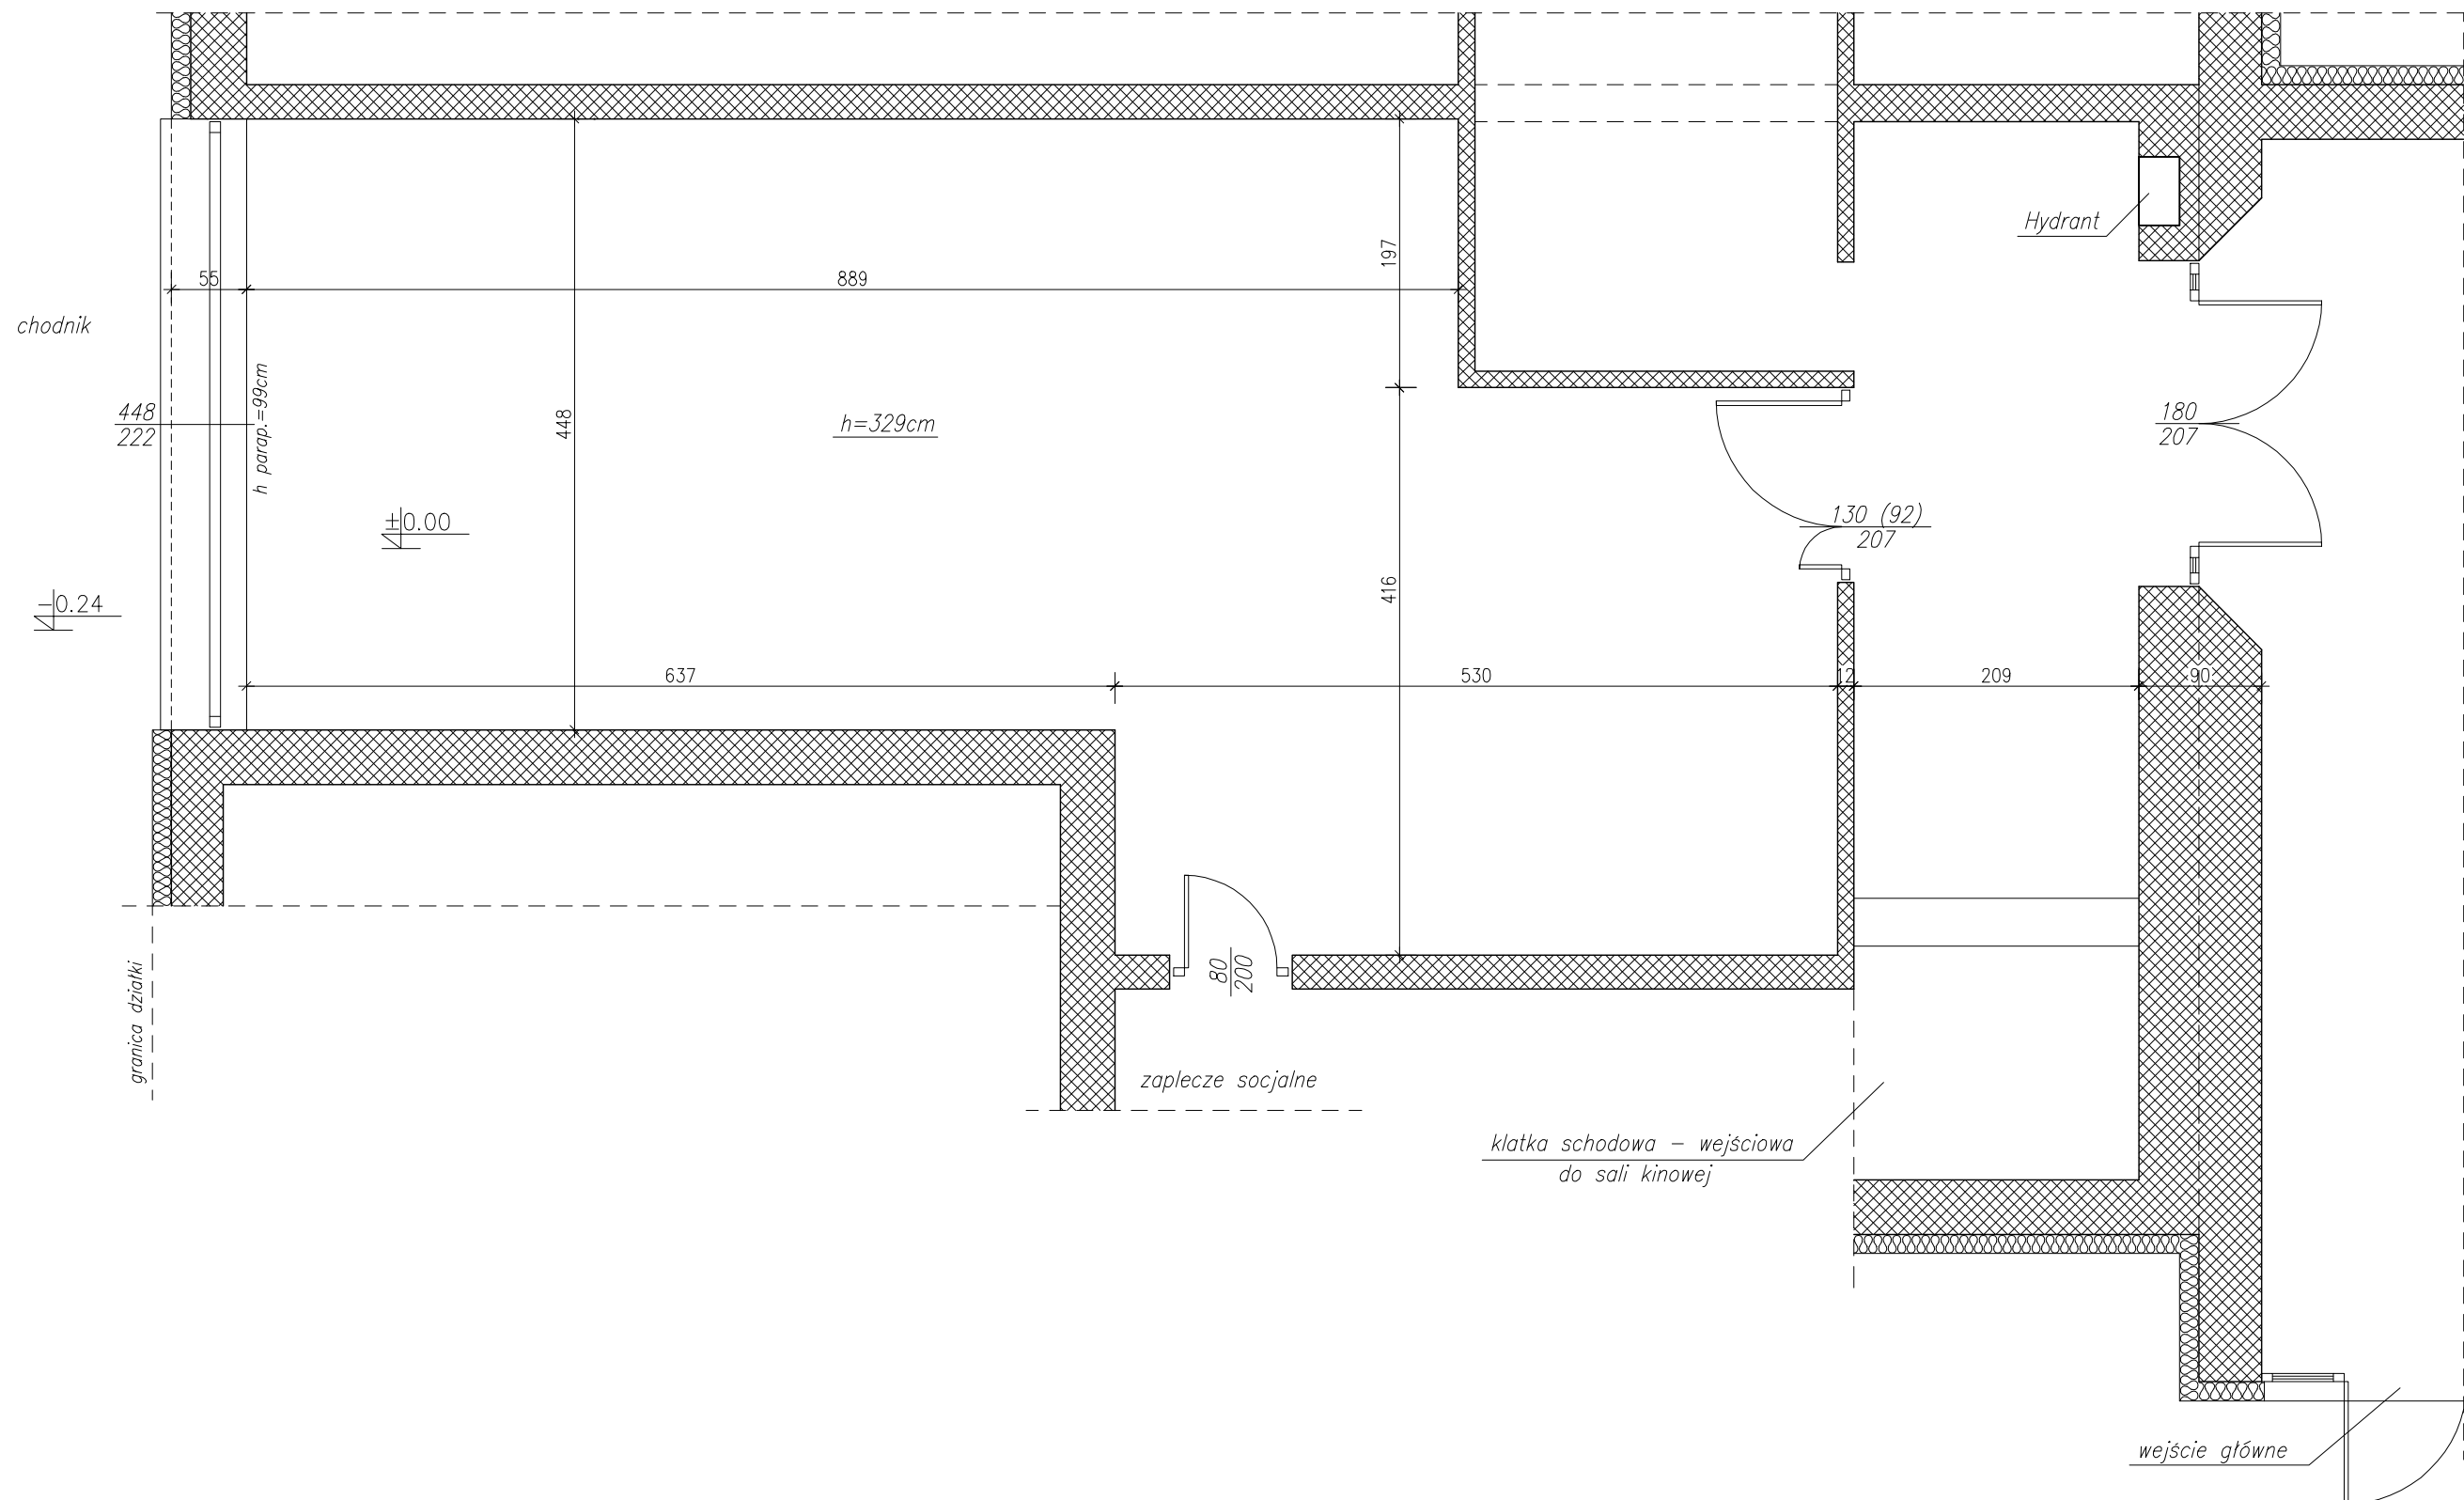 Hydrant
197
55
889
chodnik
h parap.=99cm
448
222
448
h=329cm
180
207
±0.00
130 (92)
207
-0.24
416
637
530
12
209
90
80
200
granica działki
zaplecze socjalne
klatka schodowa - wejściowa
do sali kinowej
wejście główne